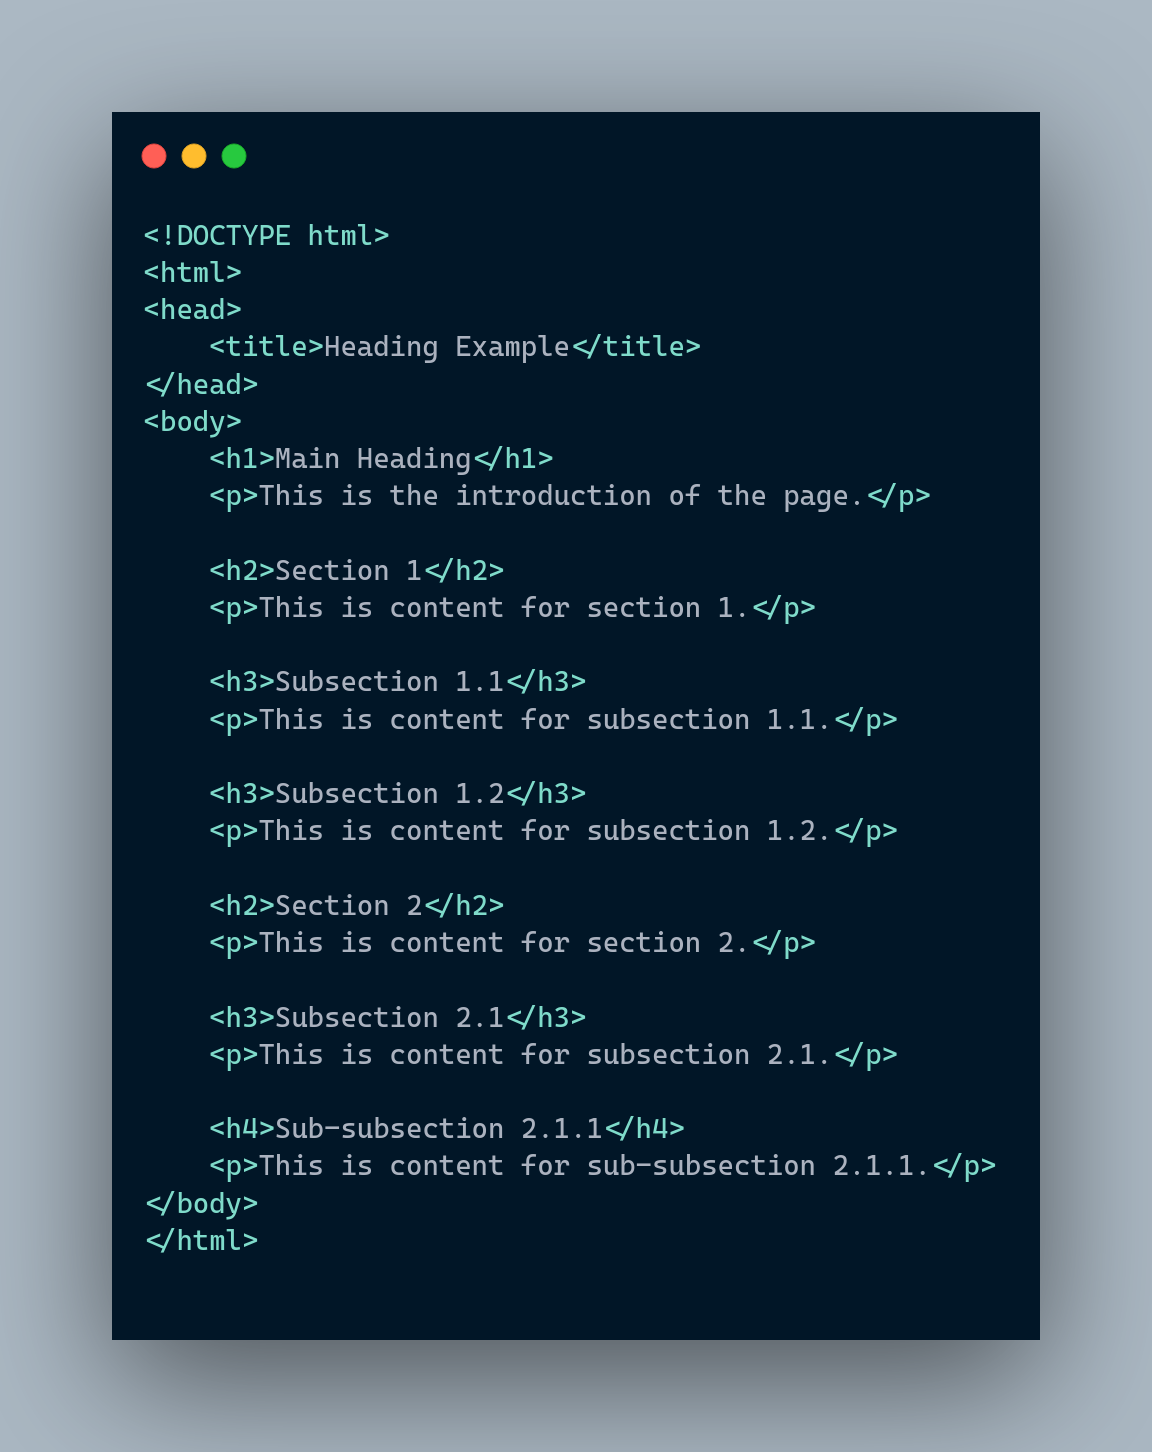 <!DOCTYPE html>
<html>
<head>
    <title>Heading Example</title>
</head>
<body>
    <h1>Main Heading</h1>
    <p>This is the introduction of the page.</p>

    <h2>Section 1</h2>
    <p>This is content for section 1.</p>

    <h3>Subsection 1.1</h3>
    <p>This is content for subsection 1.1.</p>

    <h3>Subsection 1.2</h3>
    <p>This is content for subsection 1.2.</p>

    <h2>Section 2</h2>
    <p>This is content for section 2.</p>

    <h3>Subsection 2.1</h3>
    <p>This is content for subsection 2.1.</p>

    <h4>Sub-subsection 2.1.1</h4>
    <p>This is content for sub-subsection 2.1.1.</p>
</body>
</html>